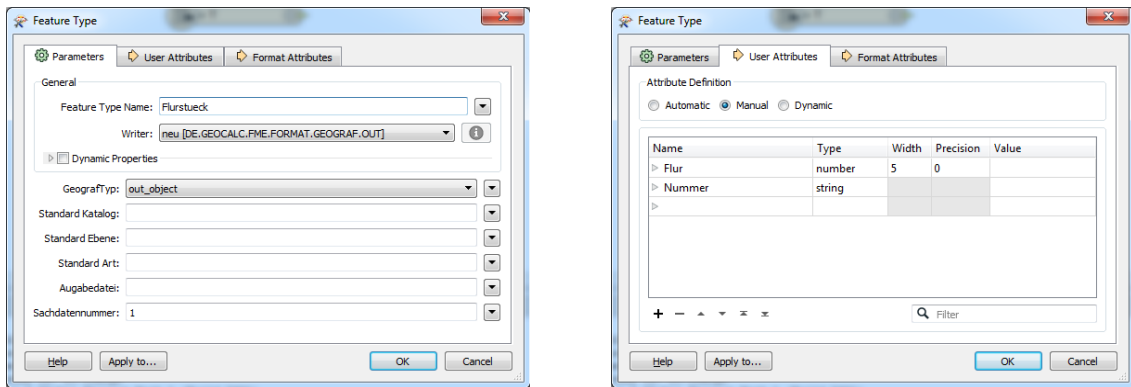 Feature Type
Parameters User Attributes Format Attributes
General
Feature Type Name: Flurstueck
Writer: neu [DE.GEOCALC.FME.FORMAT.GEOGRAF.OUT]
Dynamic Properties
GeografTyp: out_object
Standard Katalog:
Standard Ebene:
Standard Art:
Augabedatei:
Sachdatennummer: 1
Help Apply to... OK Cancel
Feature Type
Parameters User Attributes Format Attributes
Attribute Definition
Automatic Manual Dynamic
Name Type Width Precision Value
Flur number 5 0
Nummer string
Filter
Help Apply to... OK Cancel